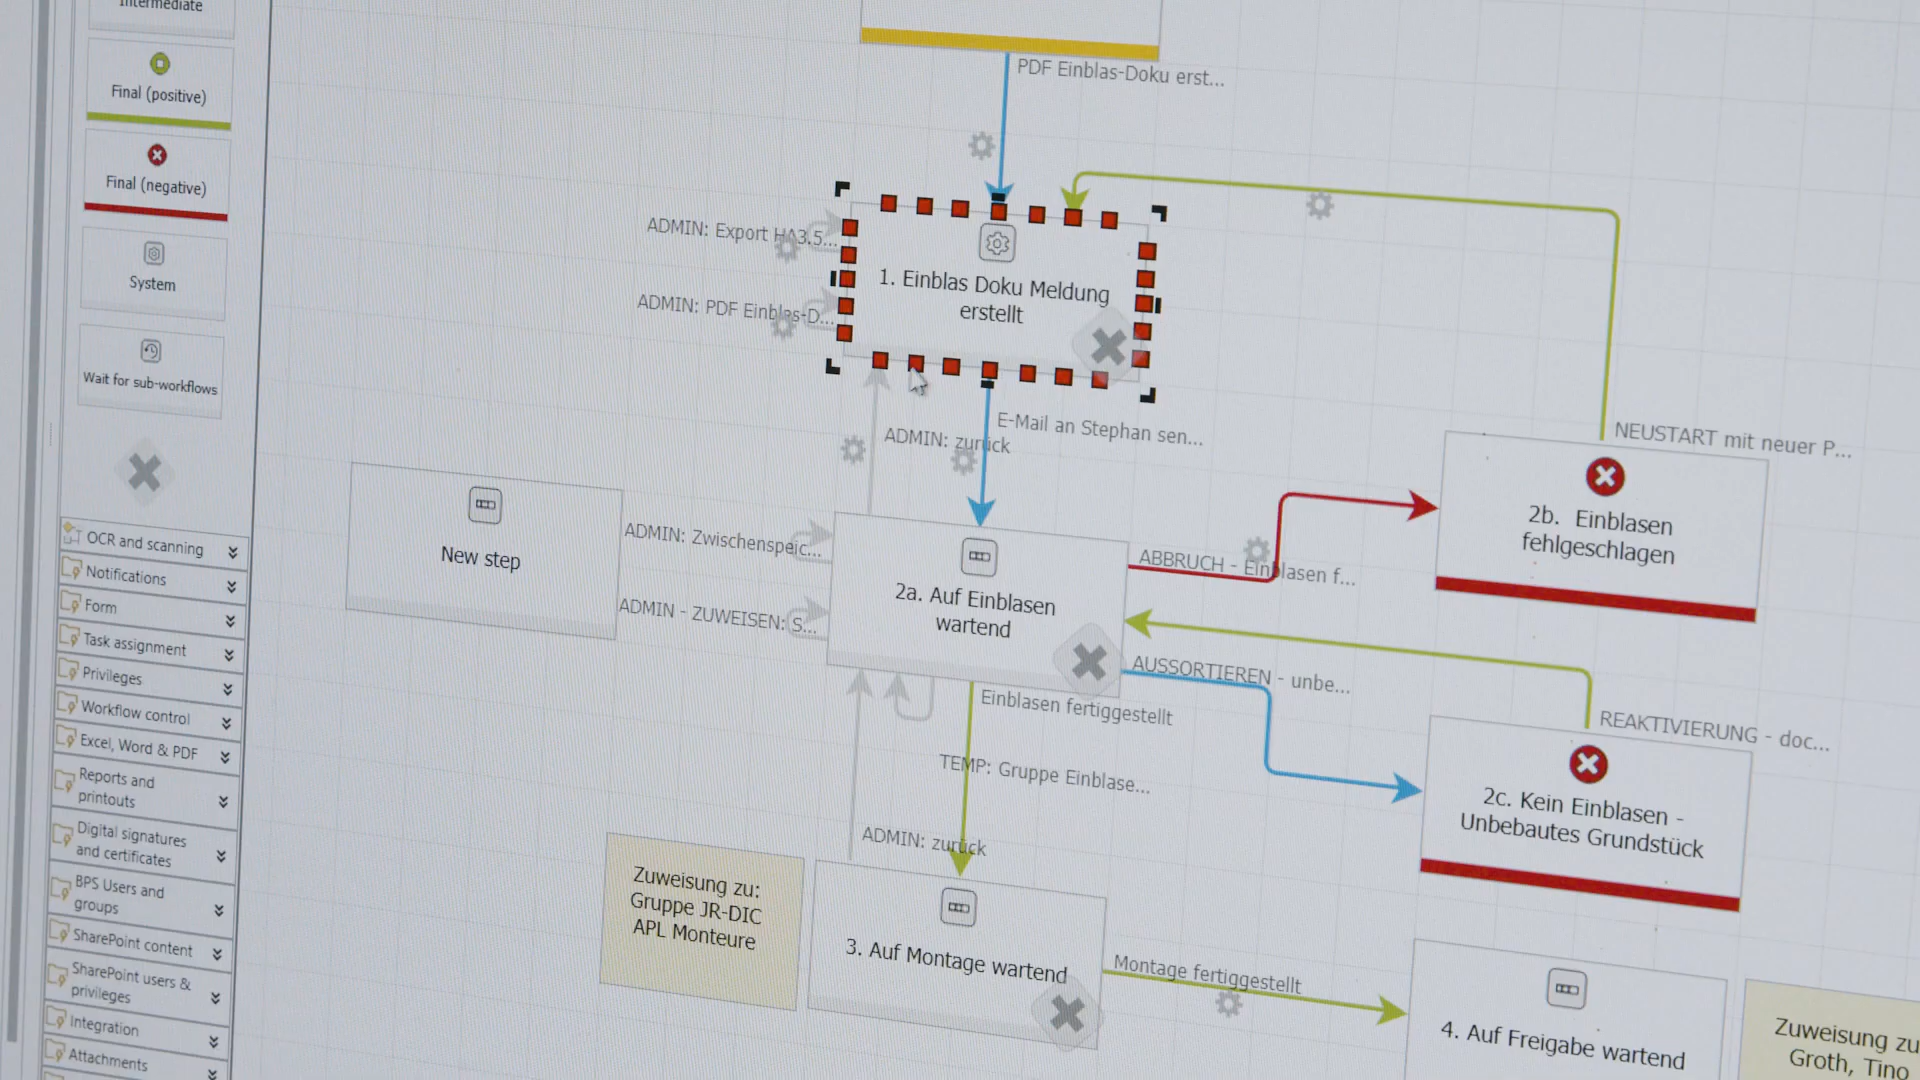 Intermediate
Final (positive)
Final (negative)
System
Wait for sub-workflows
OCR and scanning
Notifications
Form
Task assignment
Privileges
Workflow control
Excel, Word & PDF
Reports and
printouts
Digital signatures
and certificates
BPS Users and
groups
SharePoint content
SharePoint users &
privileges
Integration
Attachments
PDF Einblas-Doku erst...
ADMIN: Export HA3.5...
ADMIN: PDF Einblas-D...
1. Einblas Doku Meldung
erstellt
ADMIN: zurück
E-Mail an Stephan sen...
NEUSTART mit neuer P...
2b. Einblasen
fehlgeschlagen
New step
ADMIN: Zwischenspeic...
ADMIN - ZUWEISEN: S...
2a. Auf Einblasen
wartend
ABBRUCH - Einblasen f...
AUSSORTIEREN - unbe...
REAKTIVIERUNG - doc...
2c. Kein Einblasen -
Unbebautes Grundstück
Einblasen fertiggestellt
TEMP: Gruppe Einblase...
ADMIN: zurück
Zuweisung zu:
Gruppe JR-DIC
APL Monteure
3. Auf Montage wartend
Montage fertiggestellt
4. Auf Freigabe wartend
Zuweisung zu
Groth, Tino